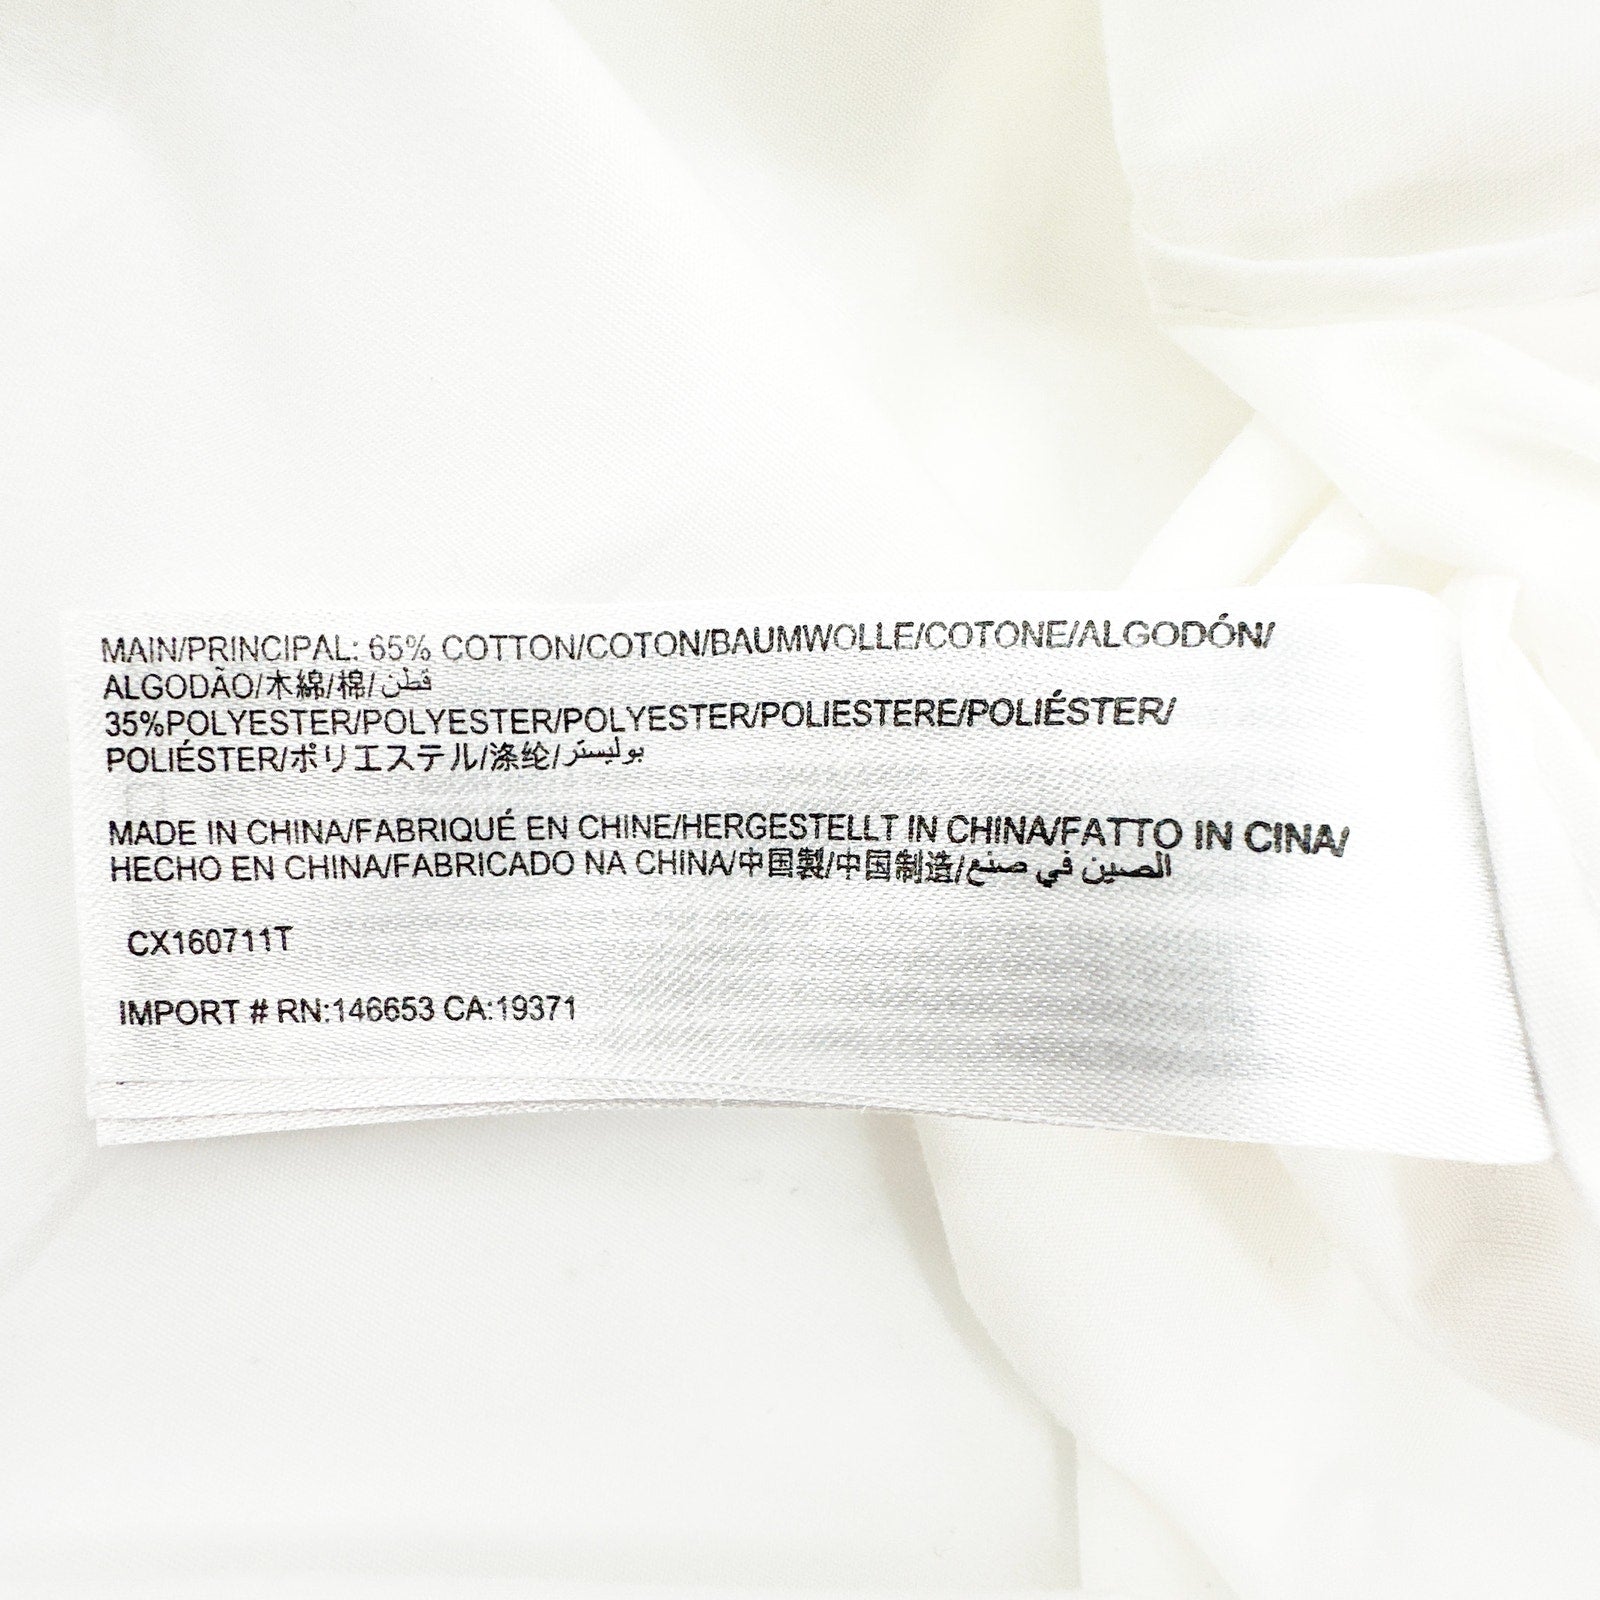 MAIN/PRINCIPAL: 65% COTTON/COTON/BAUMWOLLE/COTONE/ALGODÓN/
ALGODÃO/木綿/棉/قطن
35%POLYESTER/POLYESTER/POLYESTER/POLIESTERE/POLIÉSTER/
POLIÉSTER/ポリエステル/涤纶/بوليستر
MADE IN CHINA/FABRIQUÉ EN CHINE/HERGESTELLT IN CHINA/FATTO IN CINA/
HECHO EN CHINA/FABRICADO NA CHINA/中国製/中国制造/الصين في صنع
CX160711T
IMPORT # RN:146653 CA:19371